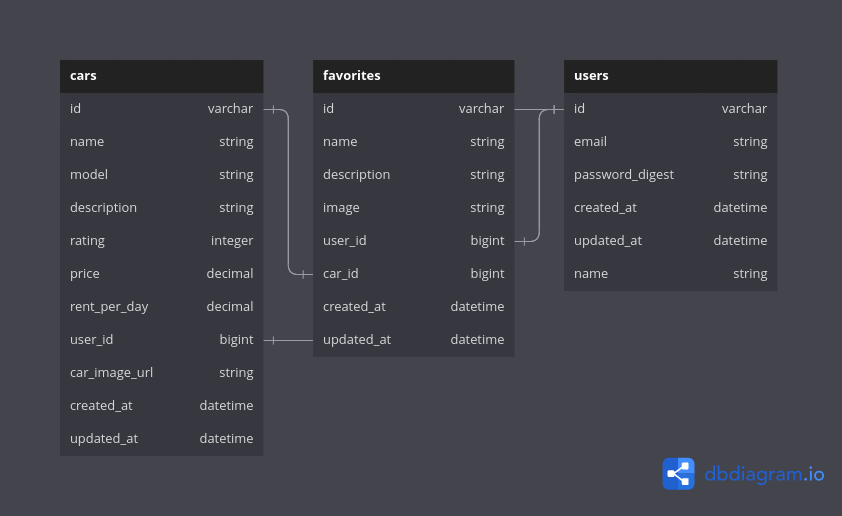 cars
id varchar
name string
model string
description string
rating integer
price decimal
rent_per_day decimal
user_id bigint
car_image_url string
created_at datetime
updated_at datetime
favorites
id varchar
name string
description string
image string
user_id bigint
car_id bigint
created_at datetime
updated_at datetime
users
id varchar
email string
password_digest string
created_at datetime
updated_at datetime
name string
dbdiagram.io